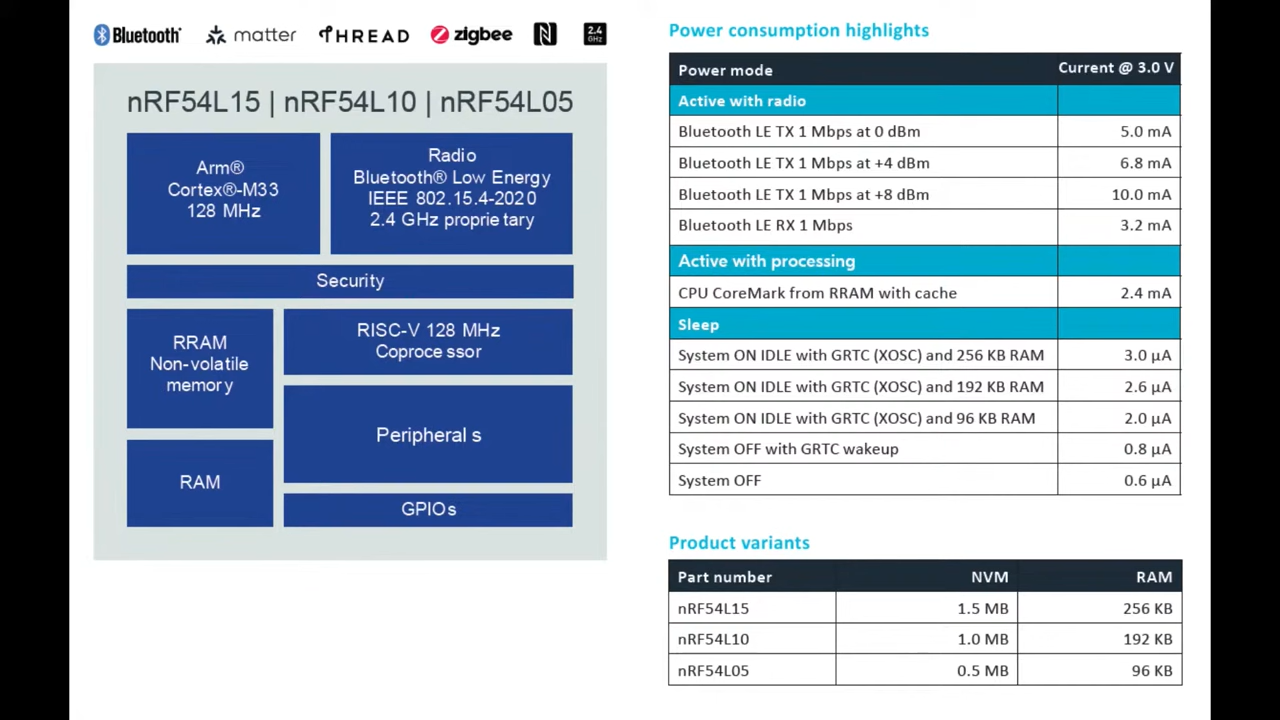 Bluetooth® matter THREAD zigbee N 2.4 GHz
nRF54L15 | nRF54L10 | nRF54L05
Arm®
Cortex®-M33
128 MHz
Radio
Bluetooth® Low Energy
IEEE 802.15.4-2020
2.4 GHz proprietary
Security
RRAM
Non-volatile
memory
RISC-V 128 MHz
Coprocessor
Peripherals
RAM
GPIOs
Power consumption highlights
Power mode Current @ 3.0 V
Active with radio
Bluetooth LE TX 1 Mbps at 0 dBm 5.0 mA
Bluetooth LE TX 1 Mbps at +4 dBm 6.8 mA
Bluetooth LE TX 1 Mbps at +8 dBm 10.0 mA
Bluetooth LE RX 1 Mbps 3.2 mA
Active with processing
CPU CoreMark from RRAM with cache 2.4 mA
Sleep
System ON IDLE with GRTC (XOSC) and 256 KB RAM 3.0 µA
System ON IDLE with GRTC (XOSC) and 192 KB RAM 2.6 µA
System ON IDLE with GRTC (XOSC) and 96 KB RAM 2.0 µA
System OFF with GRTC wakeup 0.8 µA
System OFF 0.6 µA
Product variants
Part number NVM RAM
nRF54L15 1.5 MB 256 KB
nRF54L10 1.0 MB 192 KB
nRF54L05 0.5 MB 96 KB